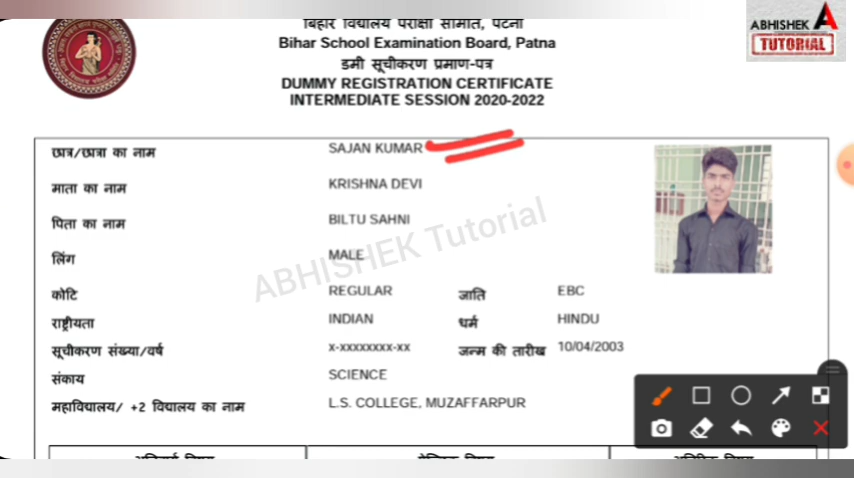 बिहार विद्यालय परीक्षा समिति, पटना
Bihar School Examination Board, Patna
डमी सूचीकरण प्रमाण-पत्र
DUMMY REGISTRATION CERTIFICATE
INTERMEDIATE SESSION 2020-2022
ABHISHEK
TUTORIAL
छात्र/छात्रा का नाम SAJAN KUMAR
माता का नाम KRISHNA DEVI
पिता का नाम BILTU SAHNI
लिंग MALE
कोटि REGULAR जाति EBC
राष्ट्रीयता INDIAN धर्म HINDU
सूचीकरण संख्या/वर्ष x-xxxxxxxx-xx जन्म की तारीख 10/04/2003
संकाय SCIENCE
महाविद्यालय/ +2 विद्यालय का नाम L.S. COLLEGE, MUZAFFARPUR
ABHISHEK Tutorial